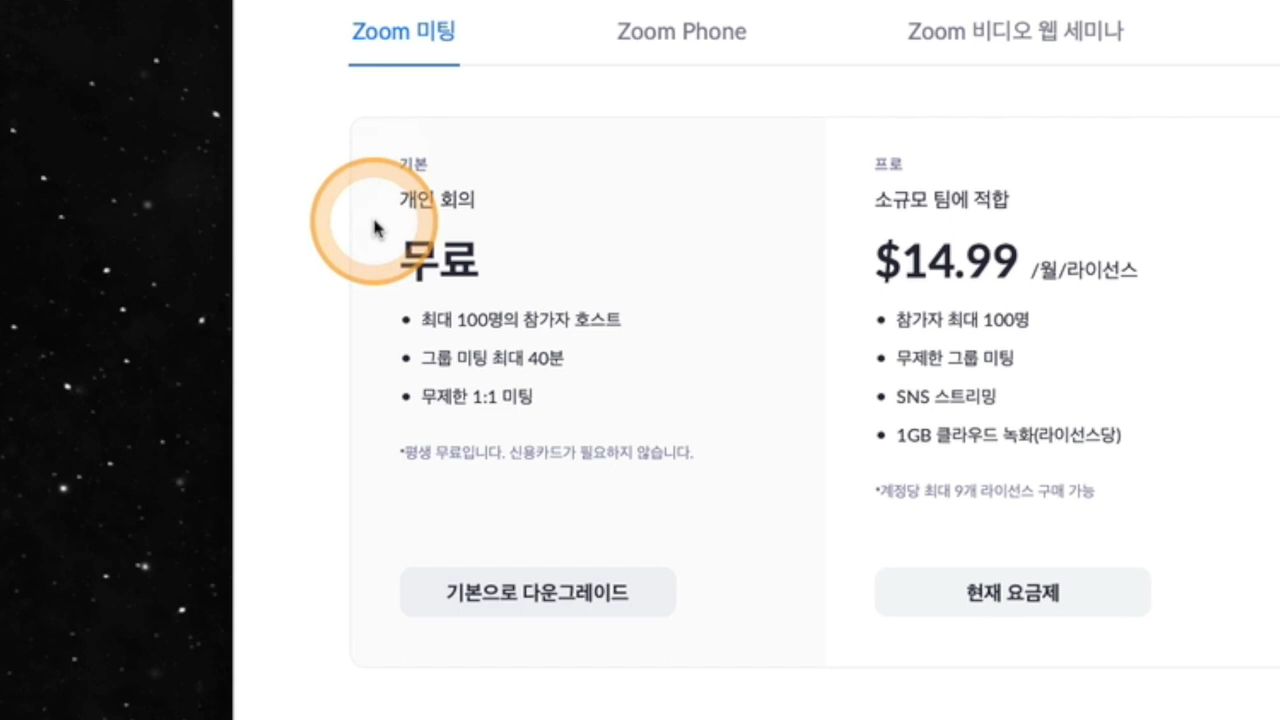 Zoom 미팅
Zoom Phone
Zoom 비디오 웹 세미나
기본
개인 회의
무료
• 최대 100명의 참가자 호스트
• 그룹 미팅 최대 40분
• 무제한 1:1 미팅
*평생 무료입니다. 신용카드가 필요하지 않습니다.
기본으로 다운그레이드
프로
소규모 팀에 적합
$14.99 /월/라이선스
• 참가자 최대 100명
• 무제한 그룹 미팅
• SNS 스트리밍
• 1GB 클라우드 녹화(라이선스당)
*계정당 최대 9개 라이선스 구매 가능
현재 요금제